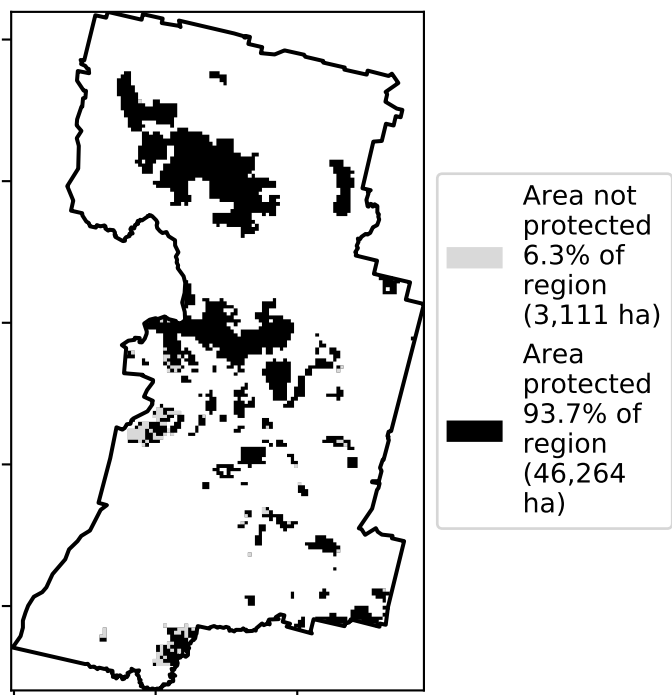 Area not
protected
6.3% of
region
(3,111 ha)
Area
protected
93.7% of
region
(46,264
ha)